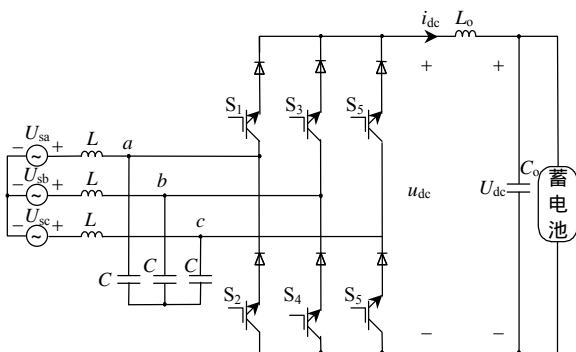 i_dc L_o
+ +
S_1 S_3 S_5
− U_sa + L a
− U_sb + L b
− U_sc + L c
u_dc U_dc C_o 蓄电池
C C C
S_2 S_4 S_5
− −